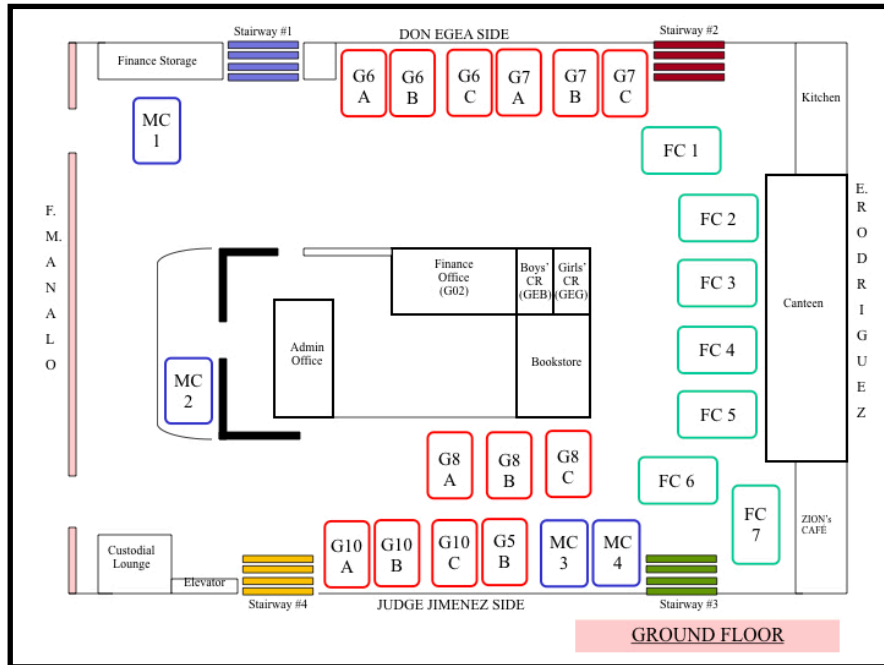 Stairway #1
DON EGEA SIDE
Stairway #2
Finance Storage
G6
A
G6
B
G6
C
G7
A
G7
B
G7
C
Kitchen
MC
1
FC 1
FC 2
FC 3
FC 4
FC 5
FC 6
FC
7
F.
M.
A
N
A
L
O
E.
R
O
D
R
I
G
U
E
Z
Finance
Office
(G02)
Boys’
CR
(GEB)
Girls’
CR
(GEG)
Canteen
Admin
Office
Bookstore
MC
2
G8
A
G8
B
G8
C
ZION's
CAFÉ
Custodial
Lounge
Elevator
G10
A
G10
B
G10
C
G5
B
MC
3
MC
4
Stairway #4
JUDGE JIMENEZ SIDE
Stairway #3
GROUND FLOOR